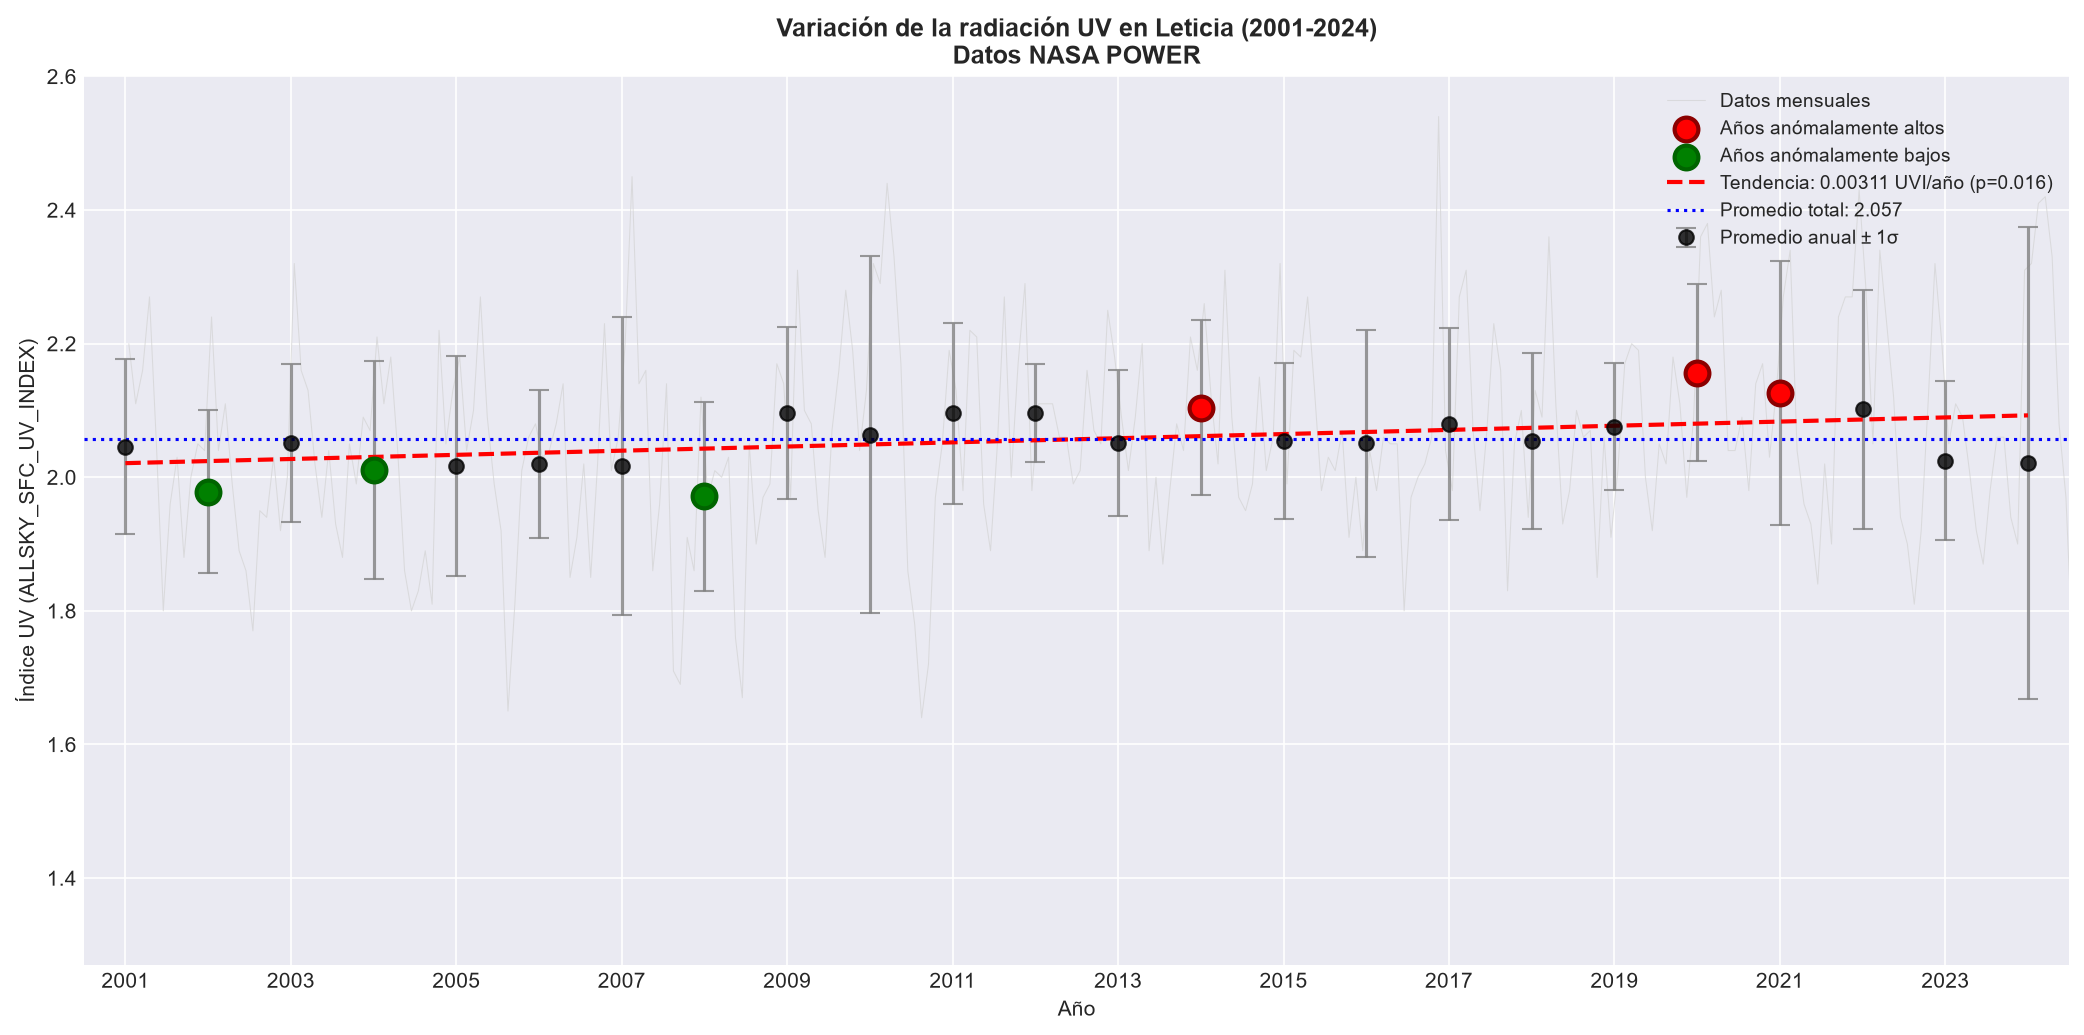 Variación de la radiación UV en Leticia (2001-2024)
Datos NASA POWER
Índice UV (ALLSKY_SFC_UV_INDEX)
2.6
2.4
2.2
2.0
1.8
1.6
1.4
Datos mensuales
Años anómalamente altos
Años anómalamente bajos
Tendencia: 0.00311 UVI/año (p=0.016)
Promedio total: 2.057
Promedio anual ± 1σ
2001 2003 2005 2007 2009 2011 2013 2015 2017 2019 2021 2023
Año